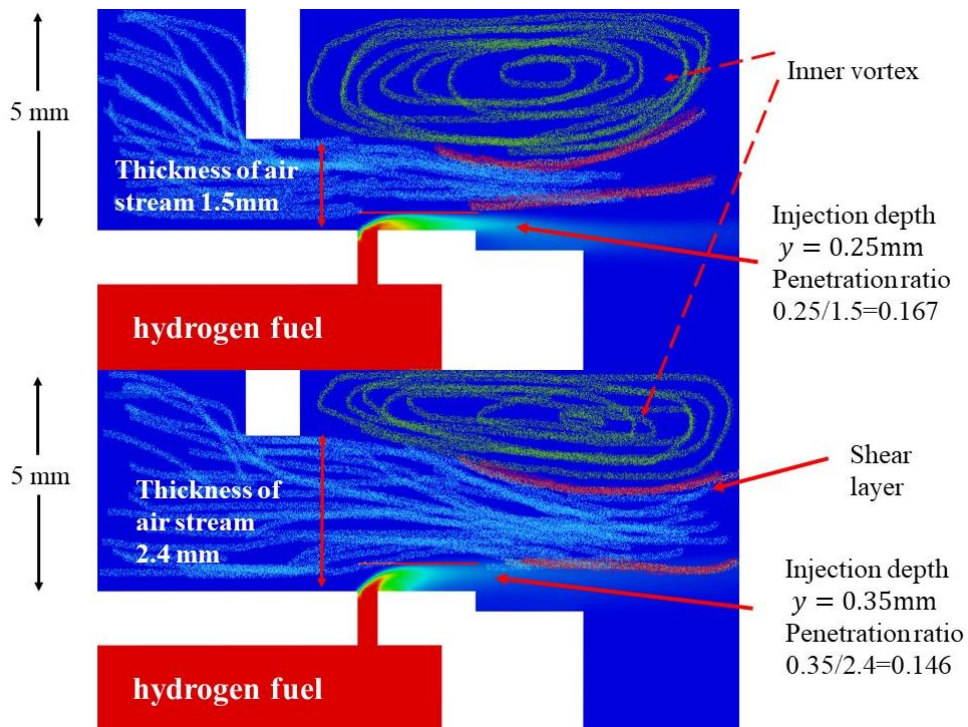 5 mm
Thickness of air
stream 1.5mm
hydrogen fuel
Inner vortex
Injection depth
𝑦 = 0.25mm
Penetration ratio
0.25/1.5=0.167
5 mm
Thickness of
air stream
2.4 mm
hydrogen fuel
Shear
layer
Injection depth
𝑦 = 0.35mm
Penetration ratio
0.35/2.4=0.146